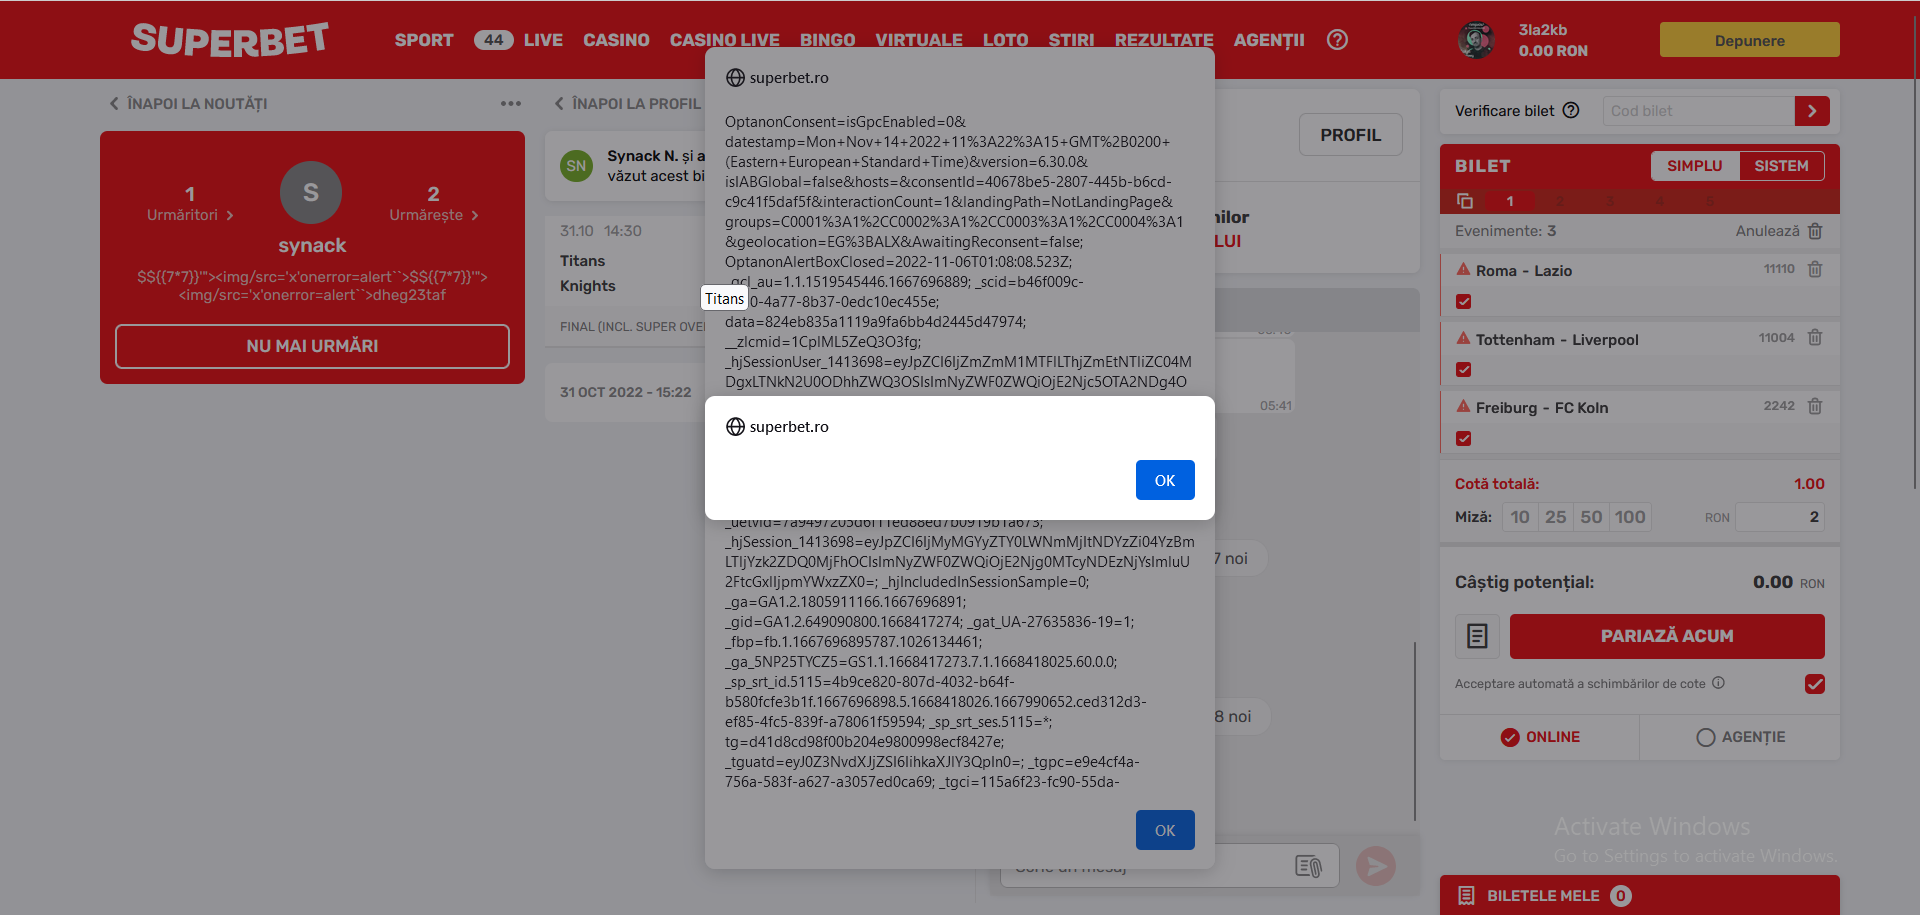 SUPERBET
SPORT 44 LIVE CASINO CASINO LIVE BINGO VIRTUALE LOTO STIRI REZULTATE AGENȚII ?
3la2kb
0.00 RON
Depunere
ÎNAPOI LA NOUTĂȚI
1
Urmăritori
S
2
Urmărește
synack
$${{7*7}}'"><img/src='x'onerror=alert``>$${{7*7}}'">
<img/src='x'onerror=alert``>dheg23taf
NU MAI URMĂRI
ÎNAPOI LA PROFIL
SN
Synack N. și a
văzut acest bi
31.10 14:30
Titans
Knights
FINAL (INCL. SUPER OVE
31 OCT 2022 - 15:22
Titans
superbet.ro
OptanonConsent=isGpcEnabled=0&
datestamp=Mon+Nov+14+2022+11%3A22%3A15+GMT%2B0200+
(Eastern+European+Standard+Time)&version=6.30.0&
isIABGlobal=false&hosts=&consentId=40678be5-2807-445b-b6cd-
c9c41f5daf5f&interactionCount=1&landingPath=NotLandingPage&
groups=C0001%3A1%2CC0002%3A1%2CC0003%3A1%2CC0004%3A1
&geolocation=EG%3BALX&AwaitingReconsent=false;
OptanonAlertBoxClosed=2022-11-06T01:08:08.523Z;
_gcl_au=1.1.1519545446.1667696889; _scid=b46f009c-
0-4a77-8b37-0edc10ec455e;
data=824eb835a1119a9fa6bb4d2445d47974;
__zlcmid=1CplML5ZeQ3O3fg;
_hjSessionUser_1413698=eyJpZCI6IjZmZmM1MTFlLThjZmEtNTliZC04M
DgxLTNkN2U0ODhhZWQ3OSIsImNyZWF0ZWQiOjE2Njc5OTA2NDg4O
superbet.ro
OK
_uetvid=7a9497205d6f11ed88ed7b0919b1a673;
_hjSession_1413698=eyJpZCI6IjMyMGYyZTY0LWNmMjItNDYzZi04YzBm
LTljYzk2ZDQ0MjFhOCIsImNyZWF0ZWQiOjE2Njg0MTcyNDEzNjYsImluU
2FtcGxlIjpmYWxzZX0=; _hjIncludedInSessionSample=0;
_ga=GA1.2.1805911166.1667696891;
_gid=GA1.2.649090800.1668417274; _gat_UA-27635836-19=1;
_fbp=fb.1.1667696895787.1026134461;
_ga_5NP25TYCZ5=GS1.1.1668417273.7.1.1668418025.60.0.0;
_sp_srt_id.5115=4b9ce820-807d-4032-b64f-
b580fcfe3b1f.1667696898.5.1668418026.1667990652.ced312d3-
ef85-4fc5-839f-a78061f59594; _sp_srt_ses.5115=*;
tg=d41d8cd98f00b204e9800998ecf8427e;
_tguatd=eyJ0Z3NvdXJjZSI6IihkaXJlY3QpIn0=; _tgpc=e9e4cf4a-
756a-583f-a627-a3057ed0ca69; _tgci=115a6f23-fc90-55da-
OK
PROFIL
nilor
LUI
05:41
7 noi
8 noi
Scrie un mesaj
Verificare bilet ?
Cod bilet
BILET
SIMPLU SISTEM
1 2 3 4 5
Evenimente: 3
Anulează
Roma - Lazio 11110
Tottenham - Liverpool 11004
Freiburg - FC Koln 2242
Cotă totală: 1.00
Miză: 10 25 50 100 RON 2
Câștig potențial: 0.00 RON
PARIAZĂ ACUM
Acceptare automată a schimbărilor de cote
ONLINE AGENȚIE
Activate Windows
Go to Settings to activate Windows.
BILETELE MELE 0